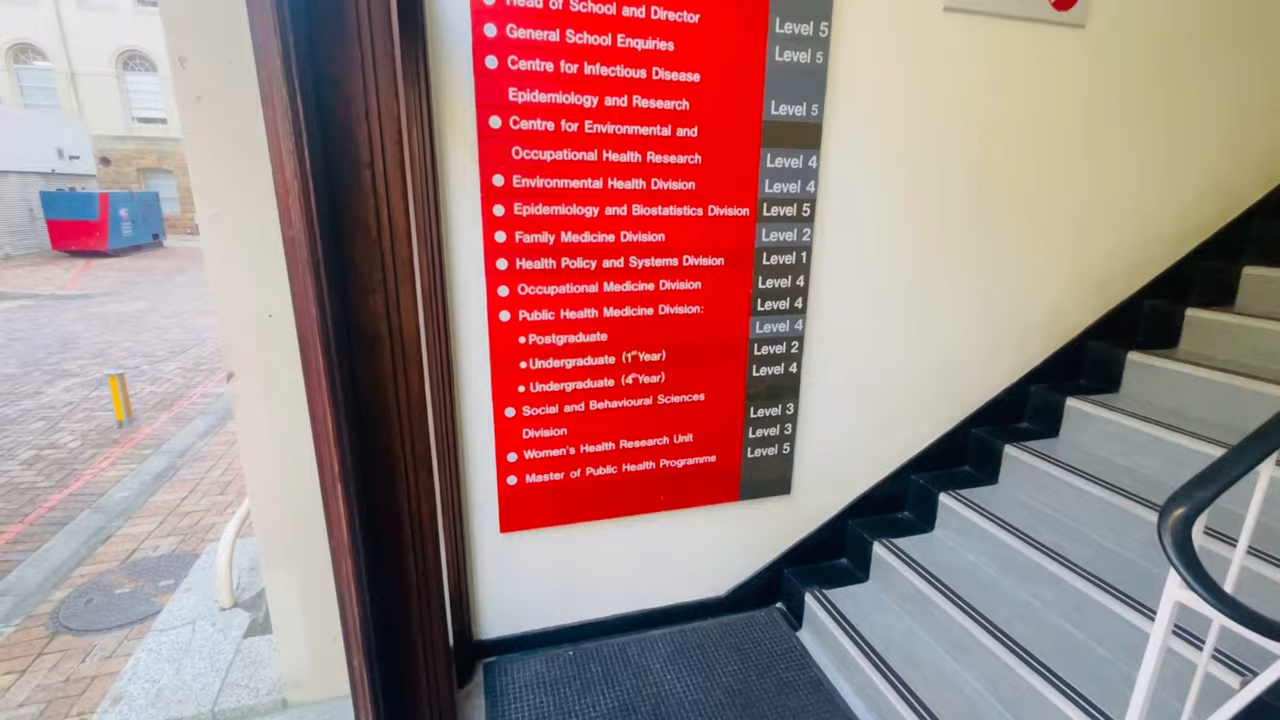 Head of School and Director Level 5
General School Enquiries Level 5
Centre for Infectious Disease
Epidemiology and Research Level 5
Centre for Environmental and
Occupational Health Research Level 4
Environmental Health Division Level 4
Epidemiology and Biostatistics Division Level 5
Family Medicine Division Level 2
Health Policy and Systems Division Level 1
Occupational Medicine Division Level 4
Public Health Medicine Division: Level 4
Postgraduate Level 4
Undergraduate (1st Year) Level 2
Undergraduate (4th Year) Level 4
Social and Behavioural Sciences
Division Level 3
Women's Health Research Unit Level 3
Master of Public Health Programme Level 5